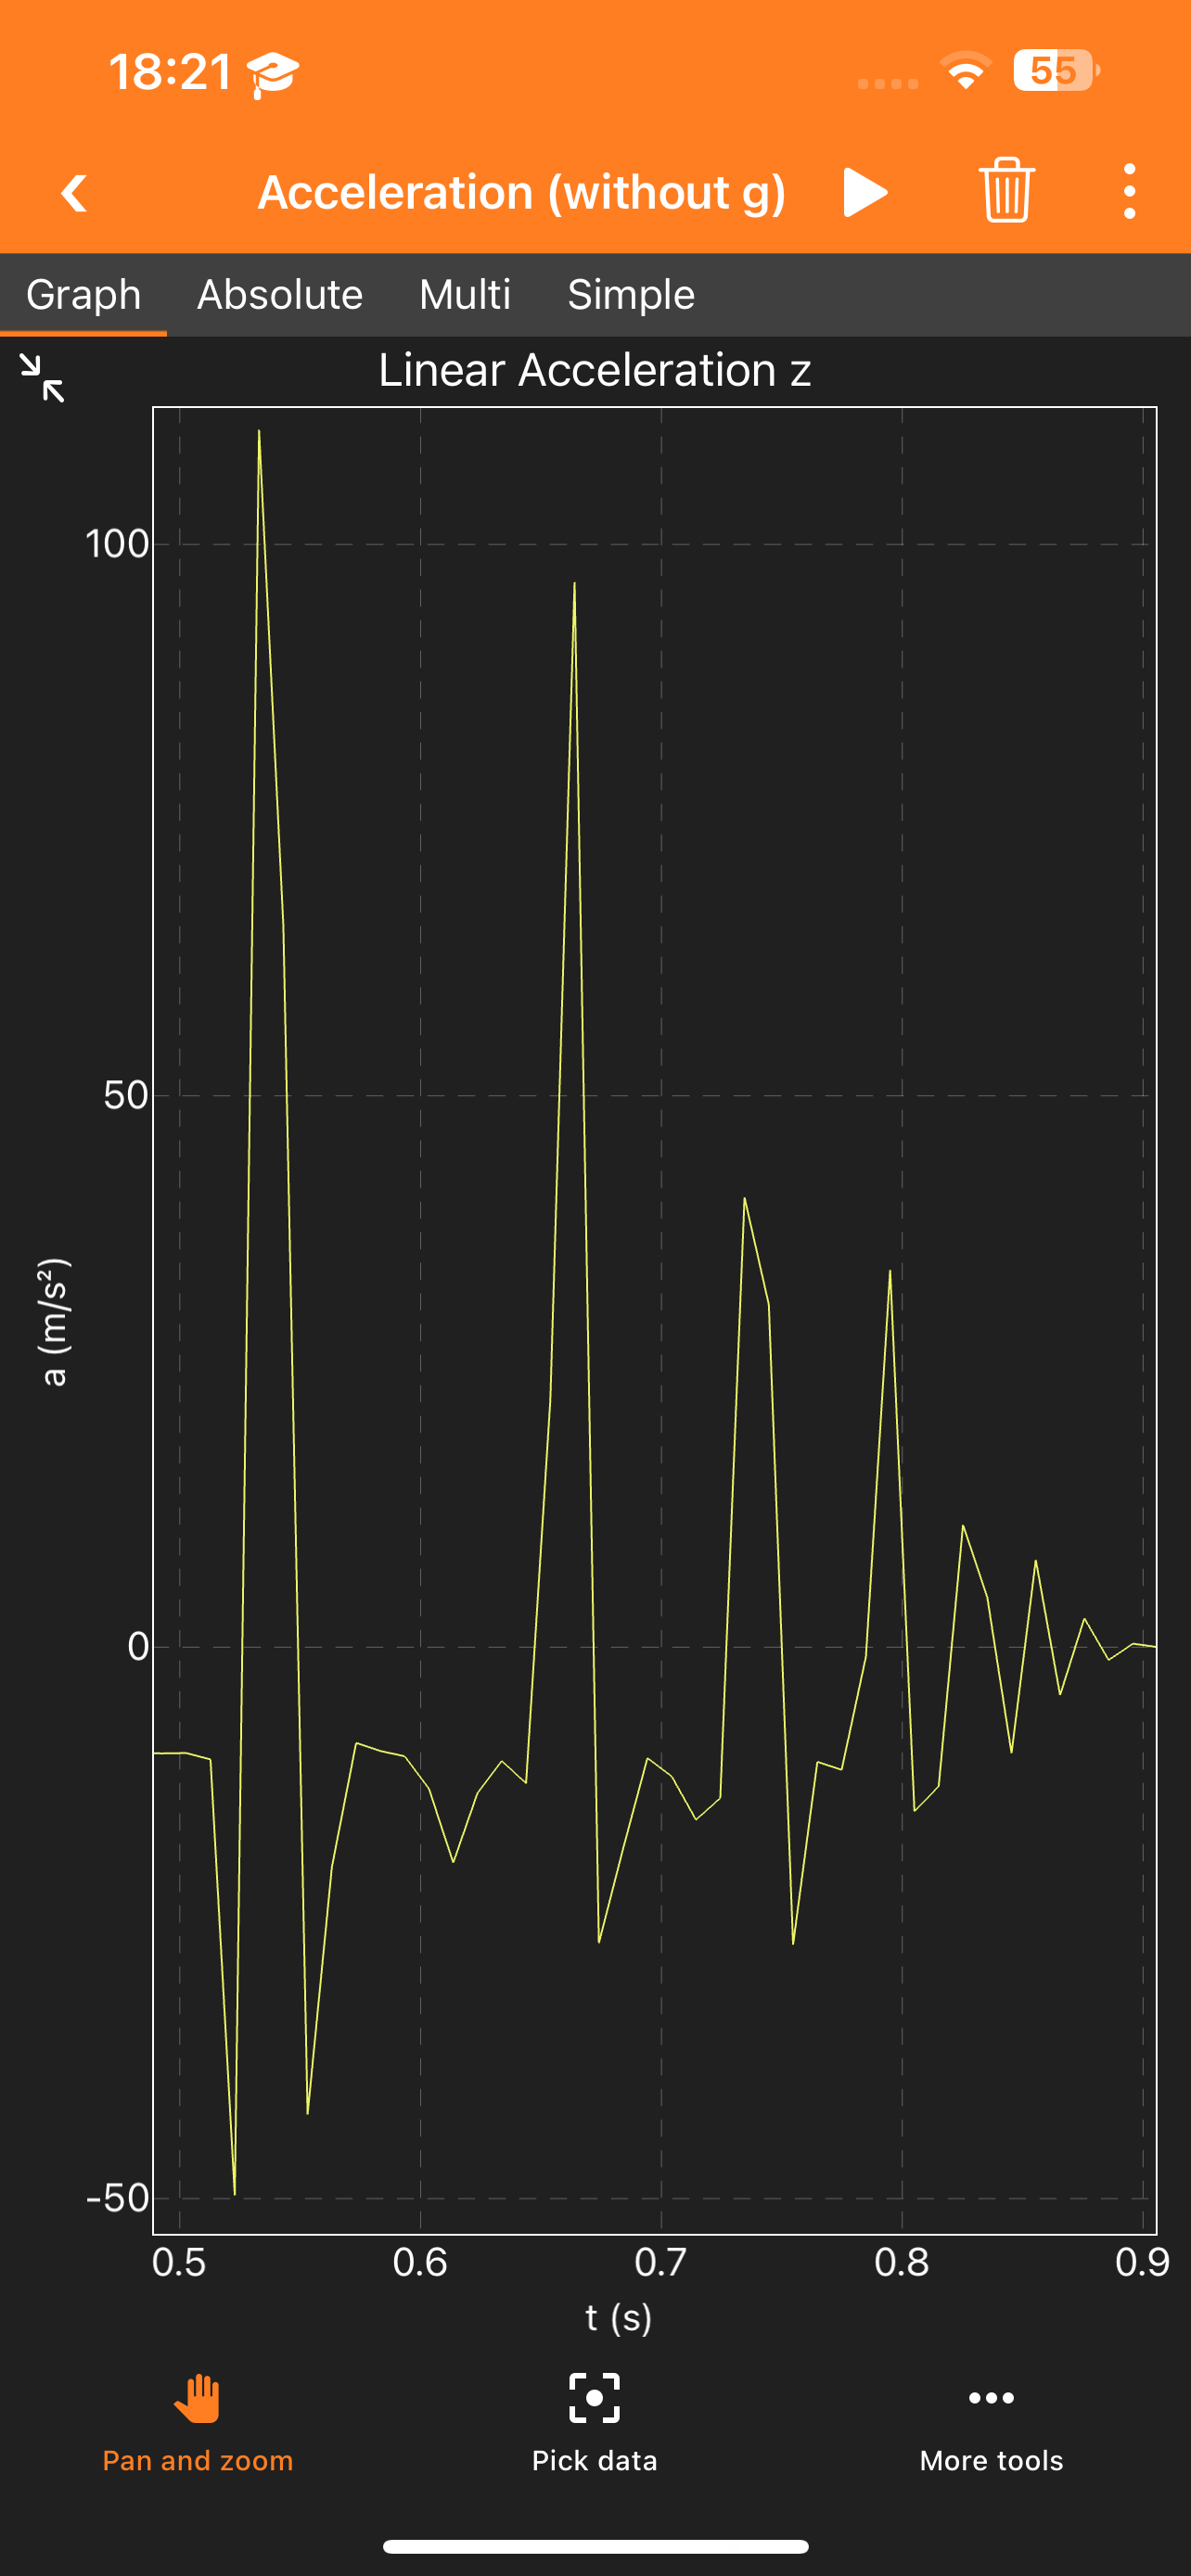 18:21
55
Acceleration (without g)
Graph Absolute Multi Simple
Linear Acceleration z
100
50
0
-50
a (m/s²)
0.5 0.6 0.7 0.8 0.9
t (s)
Pan and zoom Pick data More tools